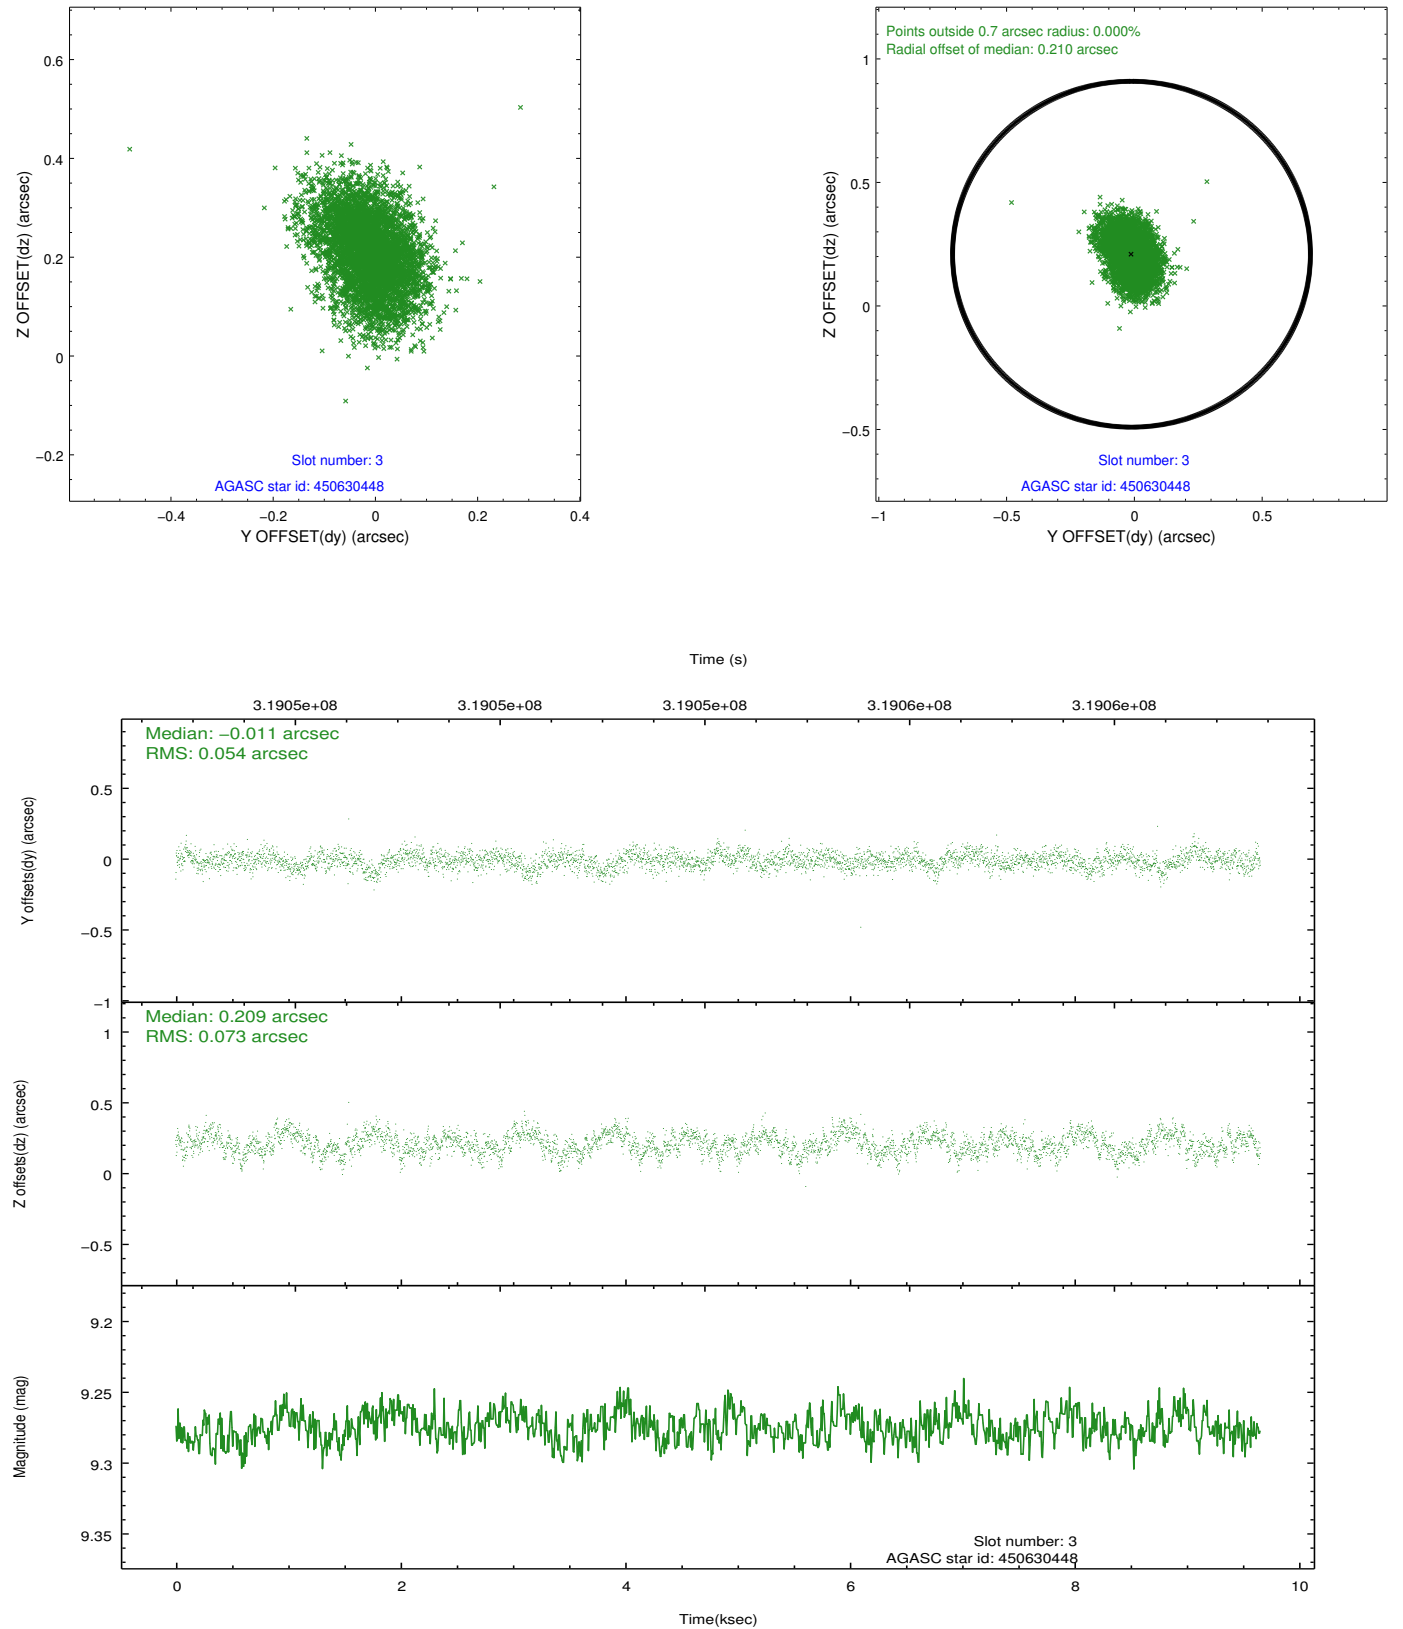 0.6
0.4
0.2
0
−0.2
Z OFFSET(dz) (arcsec)
Slot number: 3
AGASC star id: 450630448
−0.4 −0.2 0 0.2 0.4
Y OFFSET(dy) (arcsec)
Points outside 0.7 arcsec radius: 0.000%
Radial offset of median: 0.210 arcsec
1
0.5
0
−0.5
Z OFFSET(dz) (arcsec)
Slot number: 3
AGASC star id: 450630448
−1 −0.5 0 0.5
Y OFFSET(dy) (arcsec)
Time (s)
3.1905e+08 3.1905e+08 3.1905e+08 3.1906e+08 3.1906e+08
Median: −0.011 arcsec
RMS: 0.054 arcsec
0.5
0
−0.5
−1
Y offsets(dy) (arcsec)
Median: 0.209 arcsec
RMS: 0.073 arcsec
1
0.5
0
−0.5
Z offsets(dz) (arcsec)
9.2
9.25
9.3
9.35
Magnitude (mag)
Slot number: 3
AGASC star id: 450630448
0 2 4 6 8 10
Time(ksec)